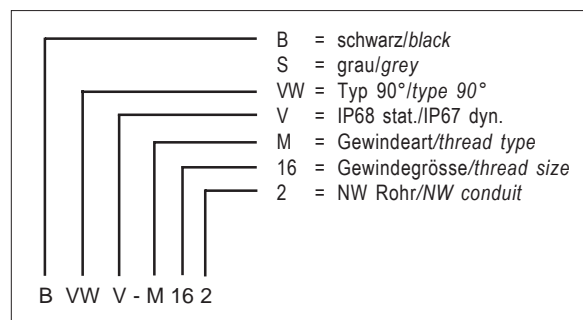 B = schwarz/black
S = grau/grey
VW = Typ 90°/type 90°
V = IP68 stat./IP67 dyn.
M = Gewindeart/thread type
16 = Gewindegrösse/thread size
2 = NW Rohr/NW conduit
B VW V - M 16 2